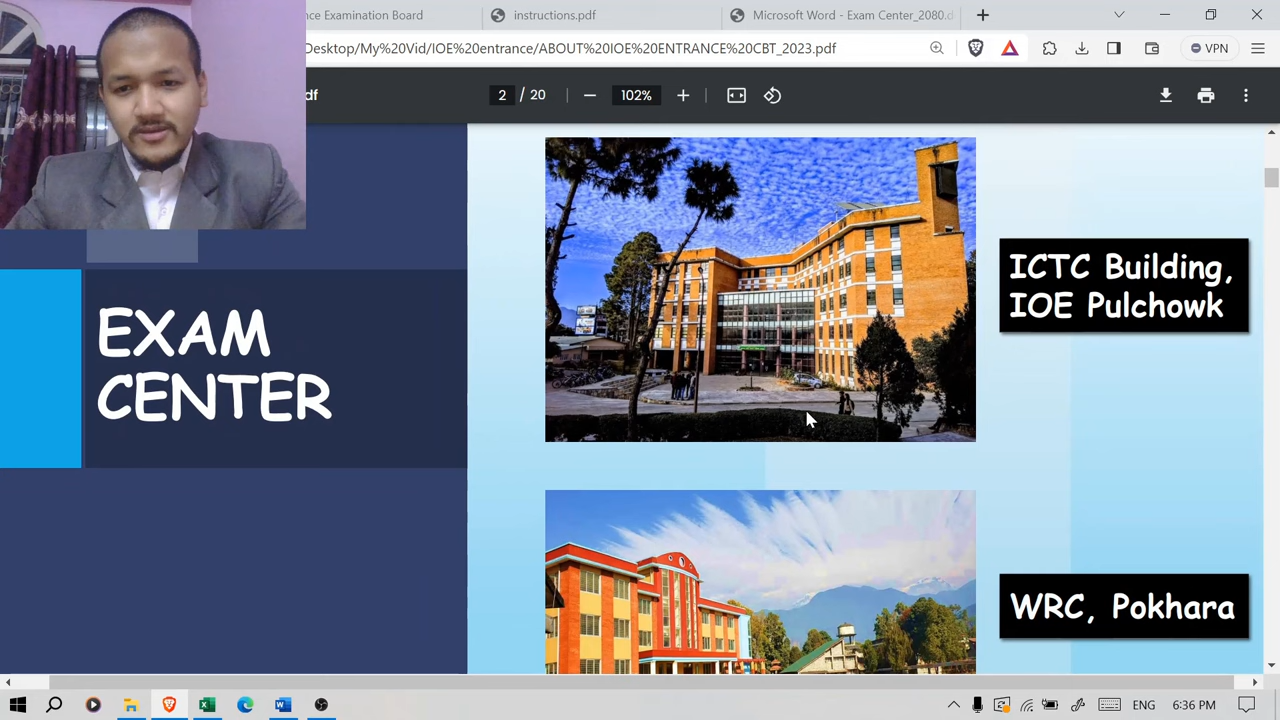 nce Examination Board
instructions.pdf
Microsoft Word - Exam Center_2080.d
Desktop/My%20Vid/IOE%20entrance/ABOUT%20IOE%20ENTRANCE%20CBT_2023.pdf
VPN
df
2 / 20
102%
EXAM
CENTER
ICTC Building,
IOE Pulchowk
WRC, Pokhara
ENG
6:36 PM